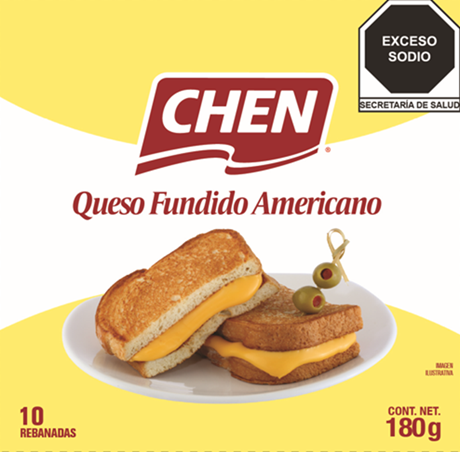 EXCESO
SODIO
SECRETARÍA DE SALUD
CHEN
®
Queso Fundido Americano
IMAGEN
ILUSTRATIVA
10
REBANADAS
CONT. NET.
180g